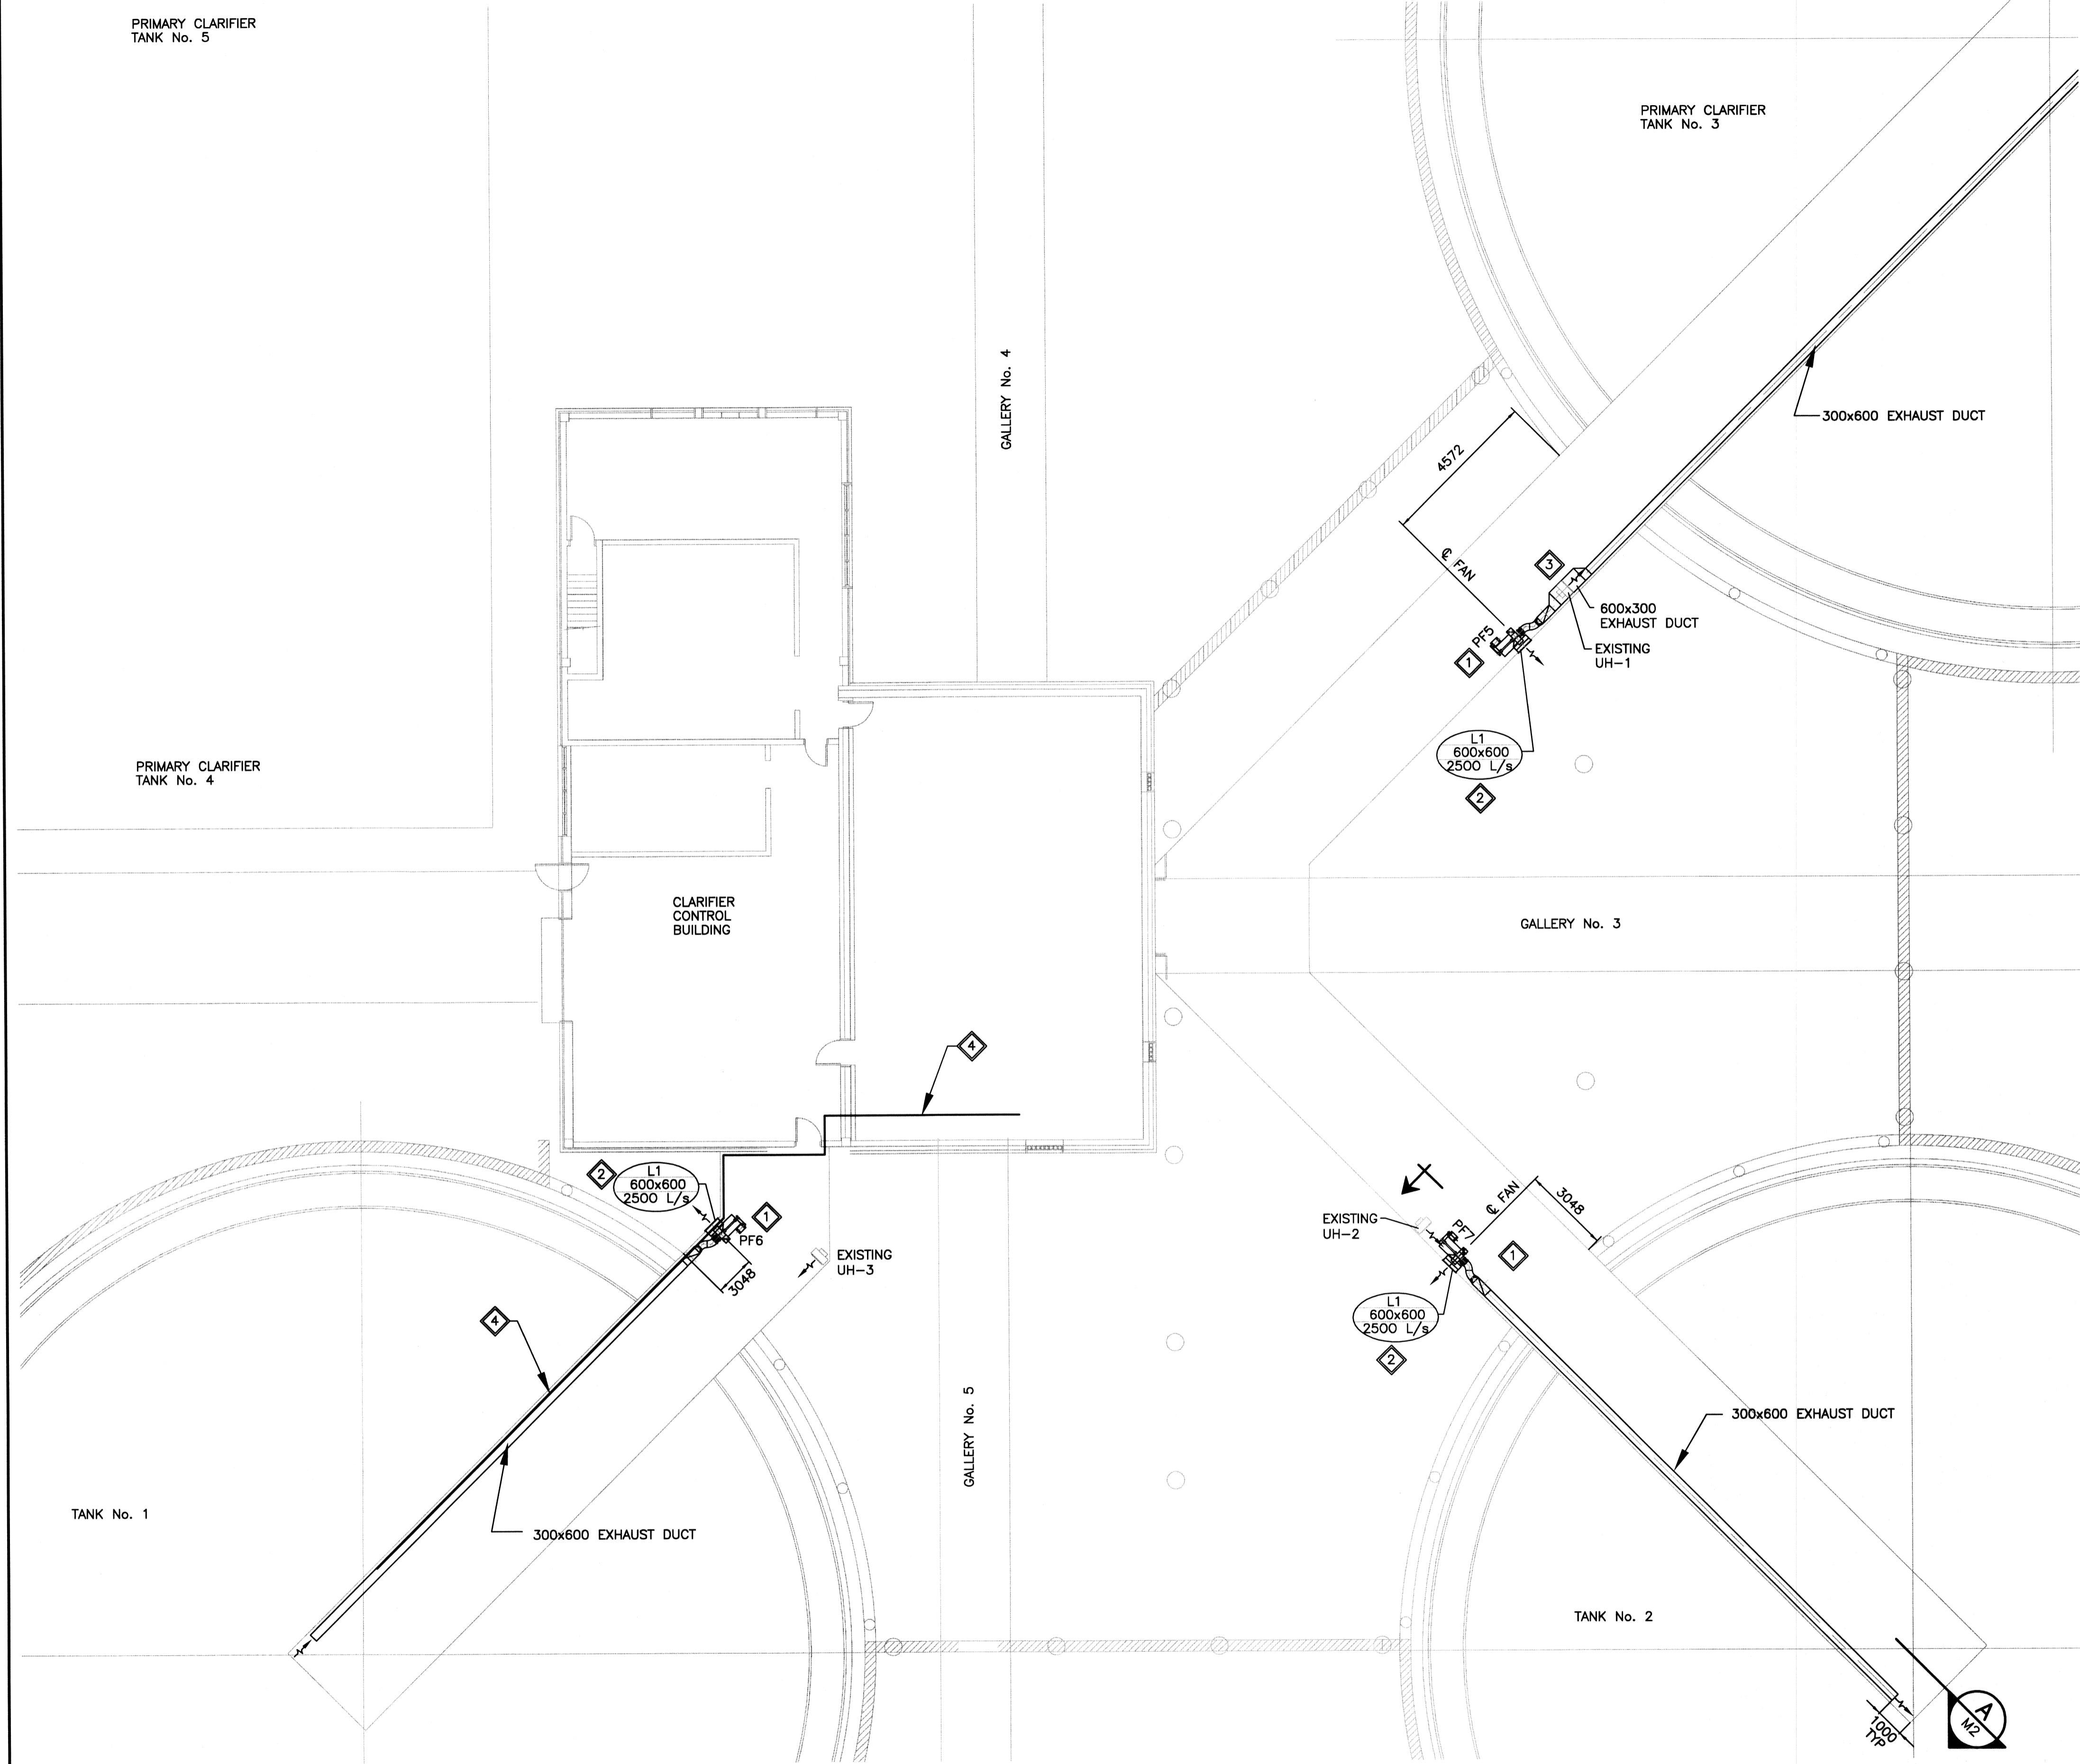 PRIMARY CLARIFIER
TANK No. 5
PRIMARY CLARIFIER
TANK No. 3
GALLERY No. 4
300x600 EXHAUST DUCT
4572
℄ FAN
3
600x300
EXHAUST DUCT
PF5
1
EXISTING
UH-1
L1
600x600
2500 L/s
2
PRIMARY CLARIFIER
TANK No. 4
CLARIFIER
CONTROL
BUILDING
GALLERY No. 3
4
2
L1
600x600
2500 L/s
1
PF6
3048
EXISTING
UH-3
EXISTING
UH-2
PF7
℄ FAN
3048
1
L1
600x600
2500 L/s
2
4
GALLERY No. 5
300x600 EXHAUST DUCT
TANK No. 1
300x600 EXHAUST DUCT
TANK No. 2
1000
TYP
A
M2